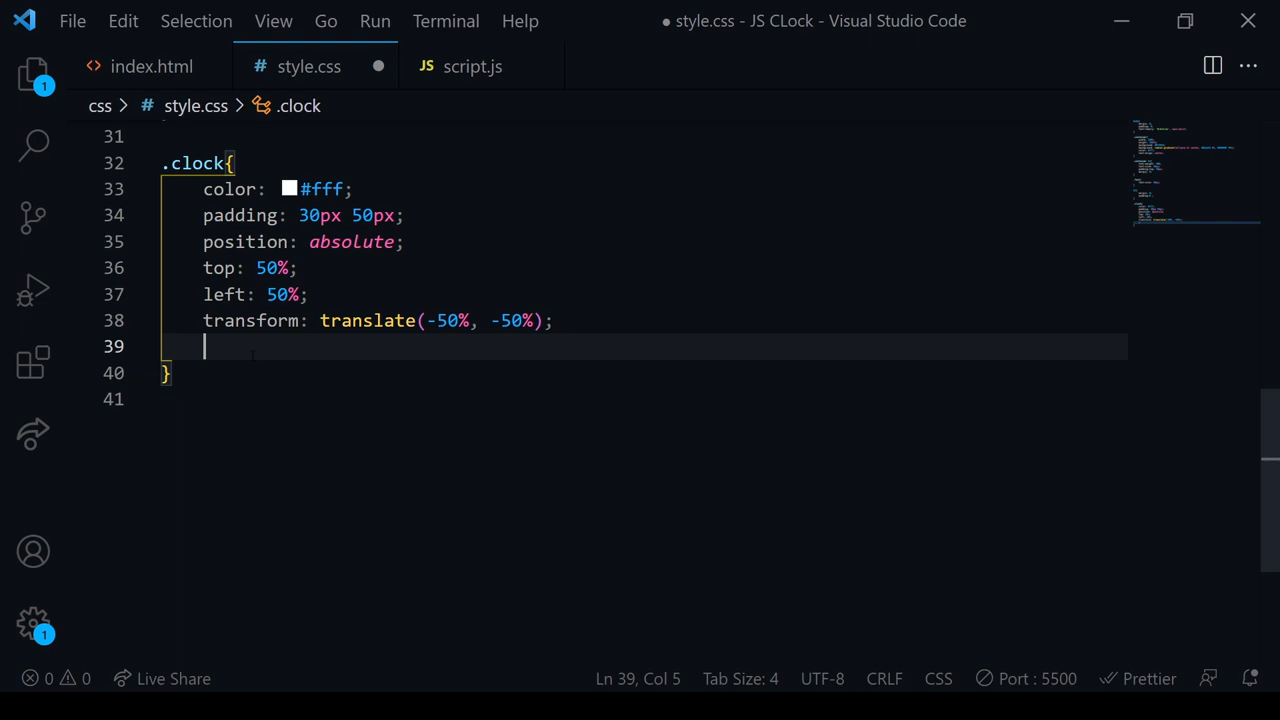 File Edit Selection View Go Run Terminal Help ● style.css - JS CLock - Visual Studio Code
index.html # style.css ● JS script.js
1
css > # style.css > .clock
31
32 .clock{
33 color: #fff;
34 padding: 30px 50px;
35 position: absolute;
36 top: 50%;
37 left: 50%;
38 transform: translate(-50%, -50%);
39
40 }
41
1
0 0 Live Share Ln 39, Col 5 Tab Size: 4 UTF-8 CRLF CSS Port : 5500 Prettier